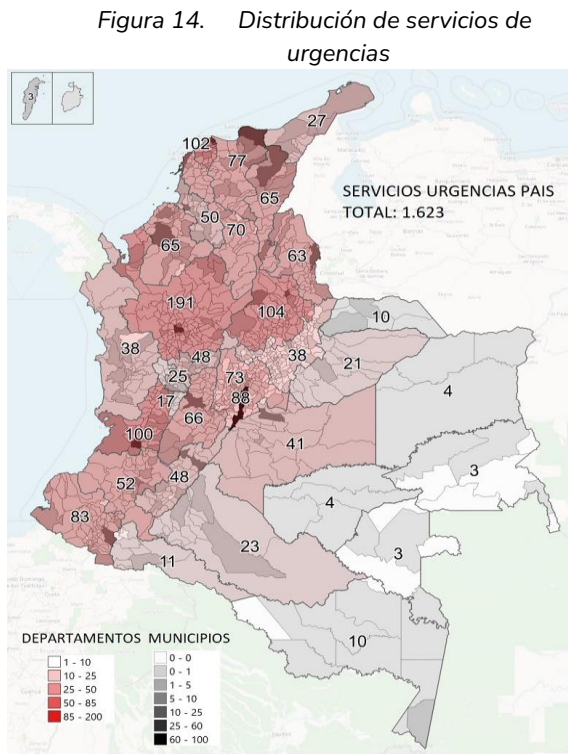 Figura 14. Distribución de servicios de
urgencias
3
27
102
77
SERVICIOS URGENCIAS PAIS
TOTAL: 1.623
65
50
70
65
63
191
104
10
38
48
38
21
25
73
4
17
88
66
100
41
3
52
48
4
83
23
3
11
10
DEPARTAMENTOS
1 - 10
10 - 25
25 - 50
50 - 85
85 - 200
MUNICIPIOS
0 - 0
0 - 1
1 - 5
5 - 10
10 - 25
25 - 60
60 - 100